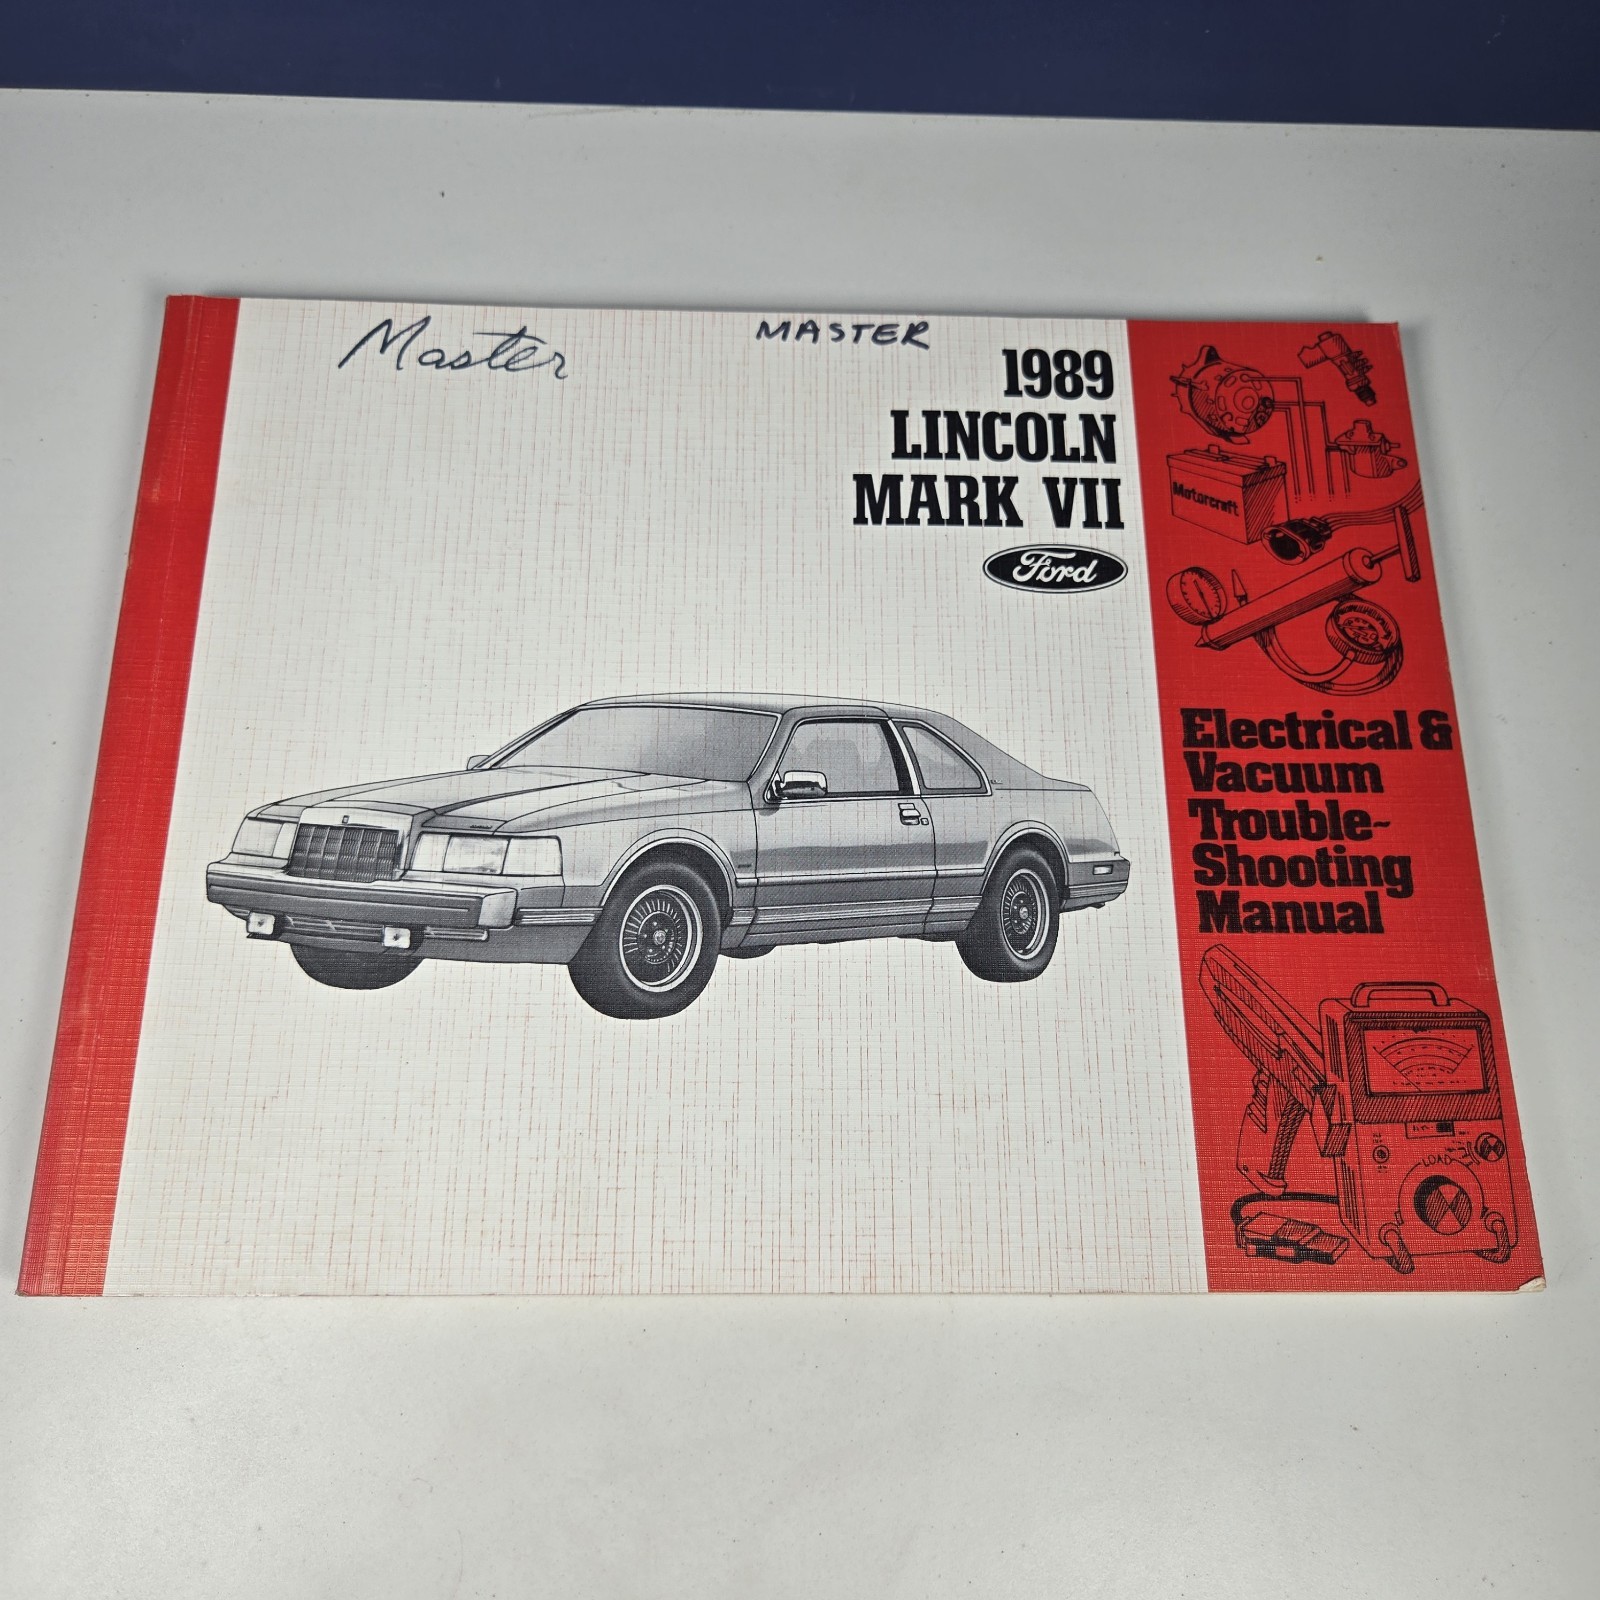 Master
MASTER
1989
LINCOLN
MARK VII
Ford
Motorcraft
Electrical &
Vacuum
Trouble-
Shooting
Manual
LOAD